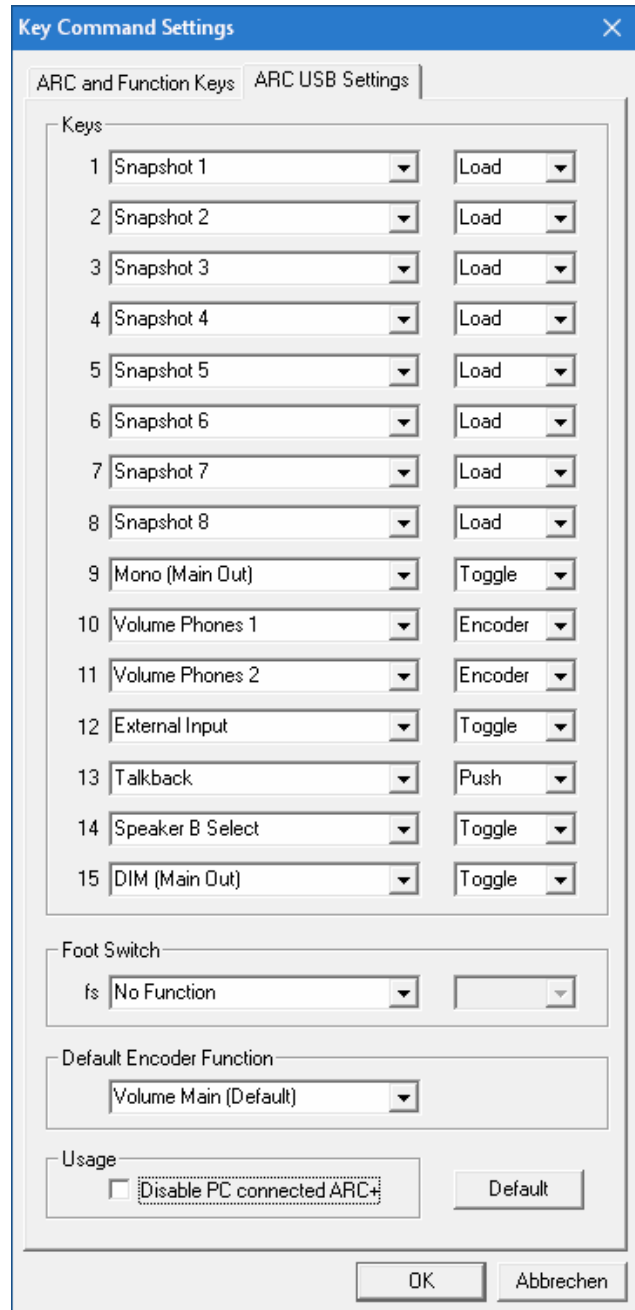 Key Command Settings
ARC and Function Keys ARC USB Settings
Keys
1 Snapshot 1 Load
2 Snapshot 2 Load
3 Snapshot 3 Load
4 Snapshot 4 Load
5 Snapshot 5 Load
6 Snapshot 6 Load
7 Snapshot 7 Load
8 Snapshot 8 Load
9 Mono (Main Out) Toggle
10 Volume Phones 1 Encoder
11 Volume Phones 2 Encoder
12 External Input Toggle
13 Talkback Push
14 Speaker B Select Toggle
15 DIM (Main Out) Toggle
Foot Switch
fs No Function
Default Encoder Function
Volume Main (Default)
Usage
Disable PC connected ARC+ Default
OK Abbrechen